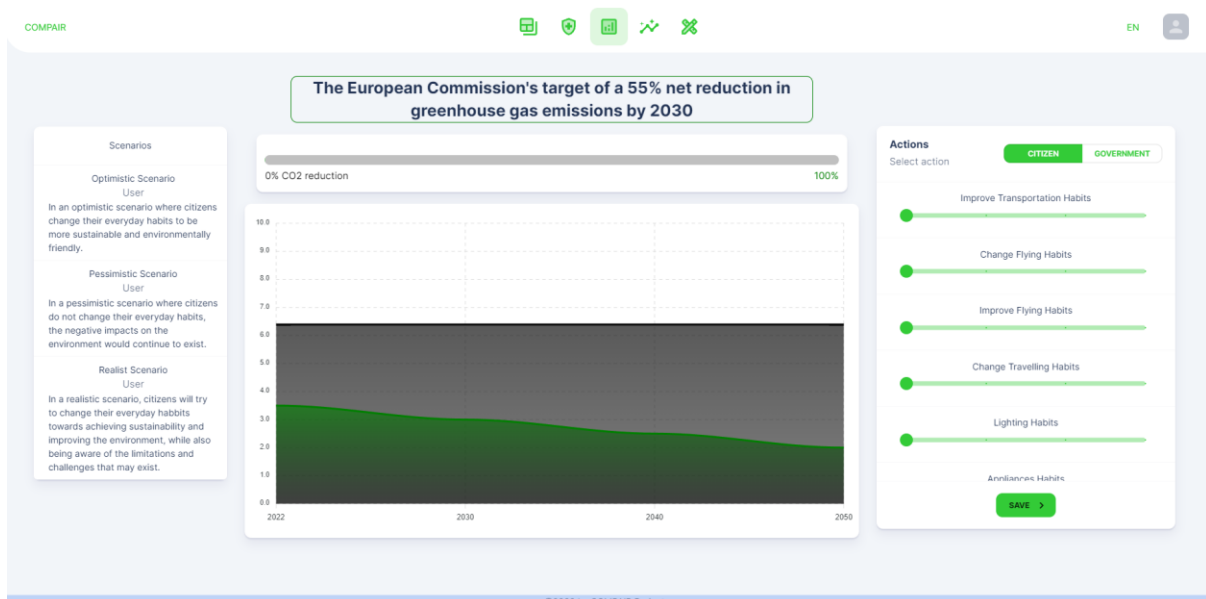 COMPAIR
EN
The European Commission's target of a 55% net reduction in
greenhouse gas emissions by 2030
Scenarios
Optimistic Scenario
User
In an optimistic scenario where citizens
change their everyday habits to be
more sustainable and environmentally
friendly.
Pessimistic Scenario
User
In a pessimistic scenario where citizens
do not change their everyday habits,
the negative impacts on the
environment would continue to exist.
Realist Scenario
User
In a realistic scenario, citizens will try
to change their everyday habbits
towards achieving sustainability and
improving the environment, while also
being aware of the limitations and
challenges that may exist.
0% CO2 reduction
100%
10.0
9.0
8.0
7.0
6.0
5.0
4.0
3.0
2.0
1.0
0.0
2022
2030
2040
2050
Actions
Select action
CITIZEN
GOVERNMENT
Improve Transportation Habits
Change Flying Habits
Improve Flying Habits
Change Travelling Habits
Lighting Habits
Appliances Habits
SAVE